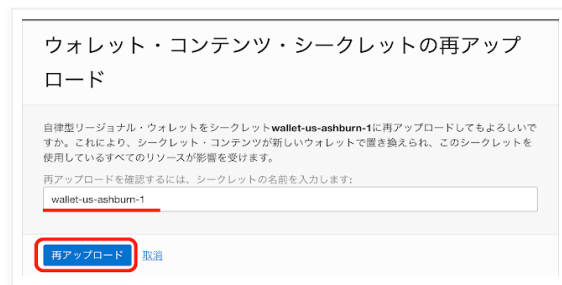 ウォレット・コンテンツ・シークレットの再アップ
ロード
自律型リージョナル・ウォレットをシークレットwallet-us-ashburn-1に再アップロードしてもよろしいで
すか。これにより、シークレット・コンテンツが新しいウォレットで置き換えられ、このシークレットを
使用しているすべてのリソースが影響を受けます。
再アップロードを確認するには、シークレットの名前を入力します:
wallet-us-ashburn-1
再アップロード 取消